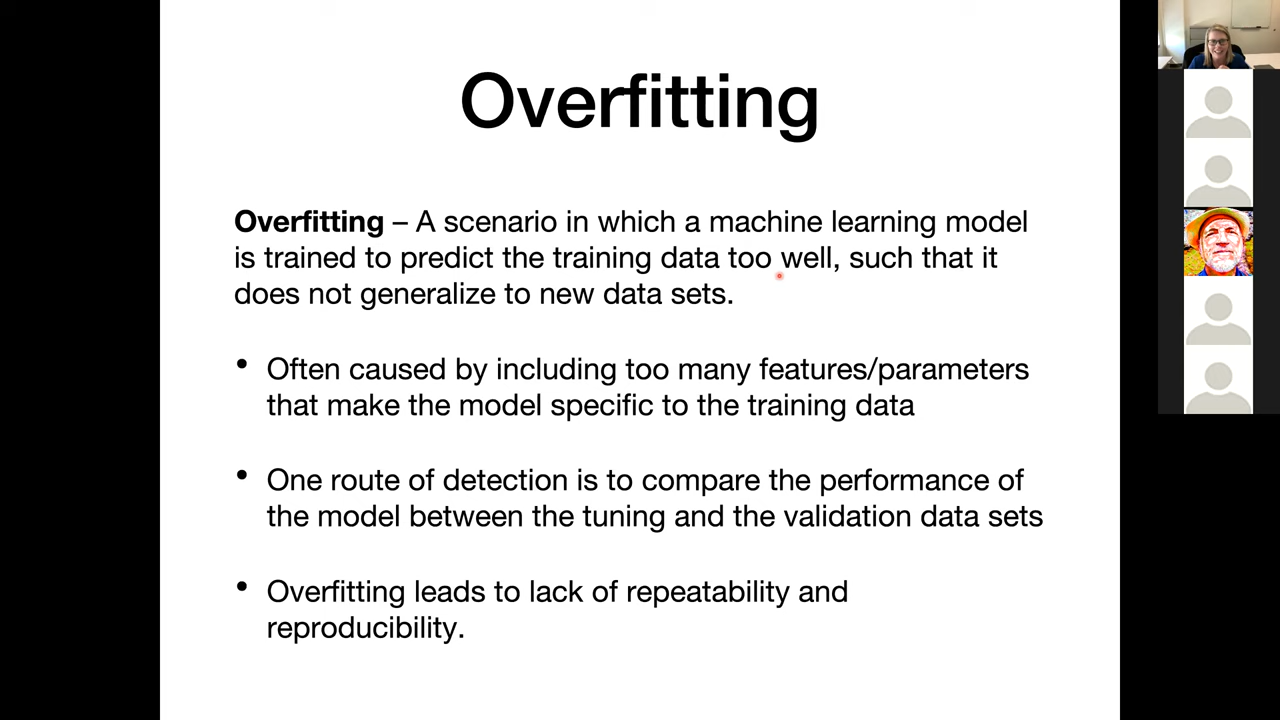 Overfitting
Overfitting – A scenario in which a machine learning model
is trained to predict the training data too well, such that it
does not generalize to new data sets.
• Often caused by including too many features/parameters
that make the model specific to the training data
• One route of detection is to compare the performance of
the model between the tuning and the validation data sets
• Overfitting leads to lack of repeatability and
reproducibility.